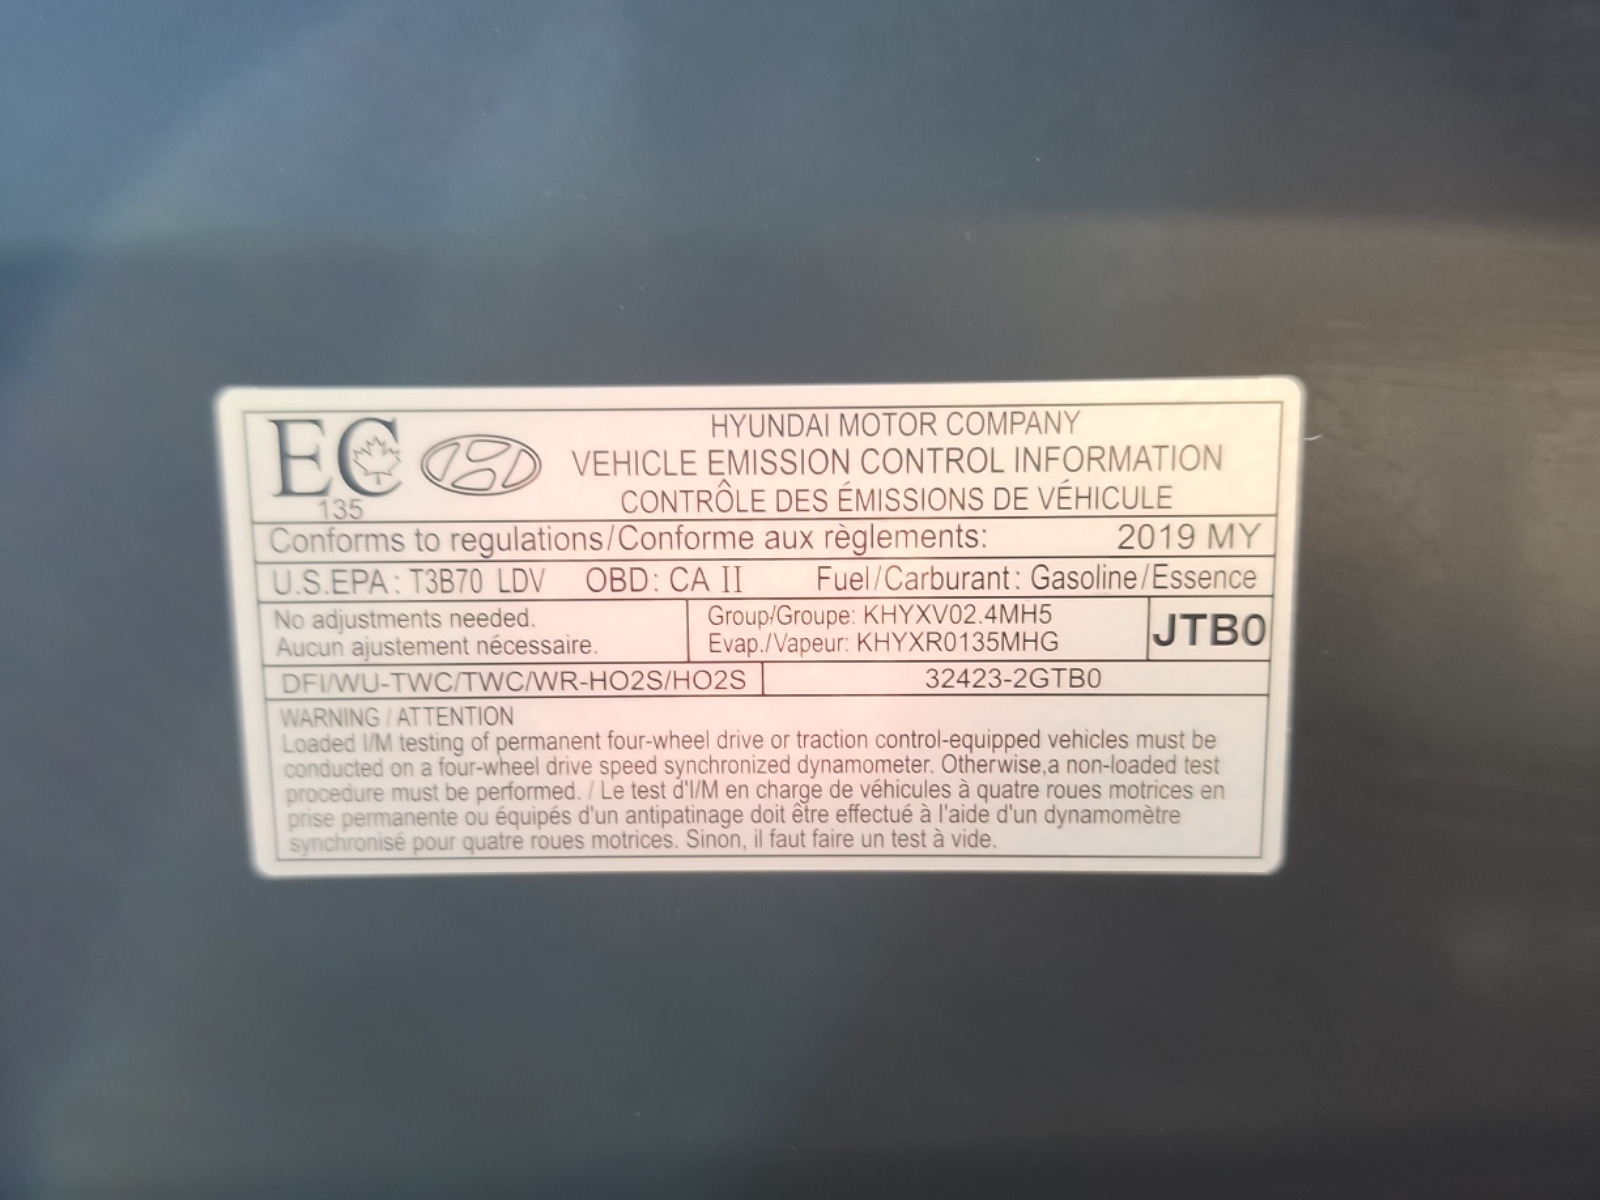 EC
135
HYUNDAI MOTOR COMPANY
VEHICLE EMISSION CONTROL INFORMATION
CONTRÔLE DES ÉMISSIONS DE VÉHICULE
Conforms to regulations/Conforme aux règlements: 2019 MY
U.S.EPA: T3B70 LDV OBD: CA II Fuel/Carburant: Gasoline/Essence
No adjustments needed.
Aucun ajustement nécessaire.
Group/Groupe: KHYXV02.4MH5
Evap./Vapeur: KHYXR0135MHG
JTB0
DFI/WU-TWC/TWC/WR-HO2S/HO2S
32423-2GTB0
WARNING / ATTENTION
Loaded I/M testing of permanent four-wheel drive or traction control-equipped vehicles must be
conducted on a four-wheel drive speed synchronized dynamometer. Otherwise,a non-loaded test
procedure must be performed. / Le test d'I/M en charge de véhicules à quatre roues motrices en
prise permanente ou équipés d'un antipatinage doit être effectué à l'aide d'un dynamomètre
synchronisé pour quatre roues motrices. Sinon, il faut faire un test à vide.